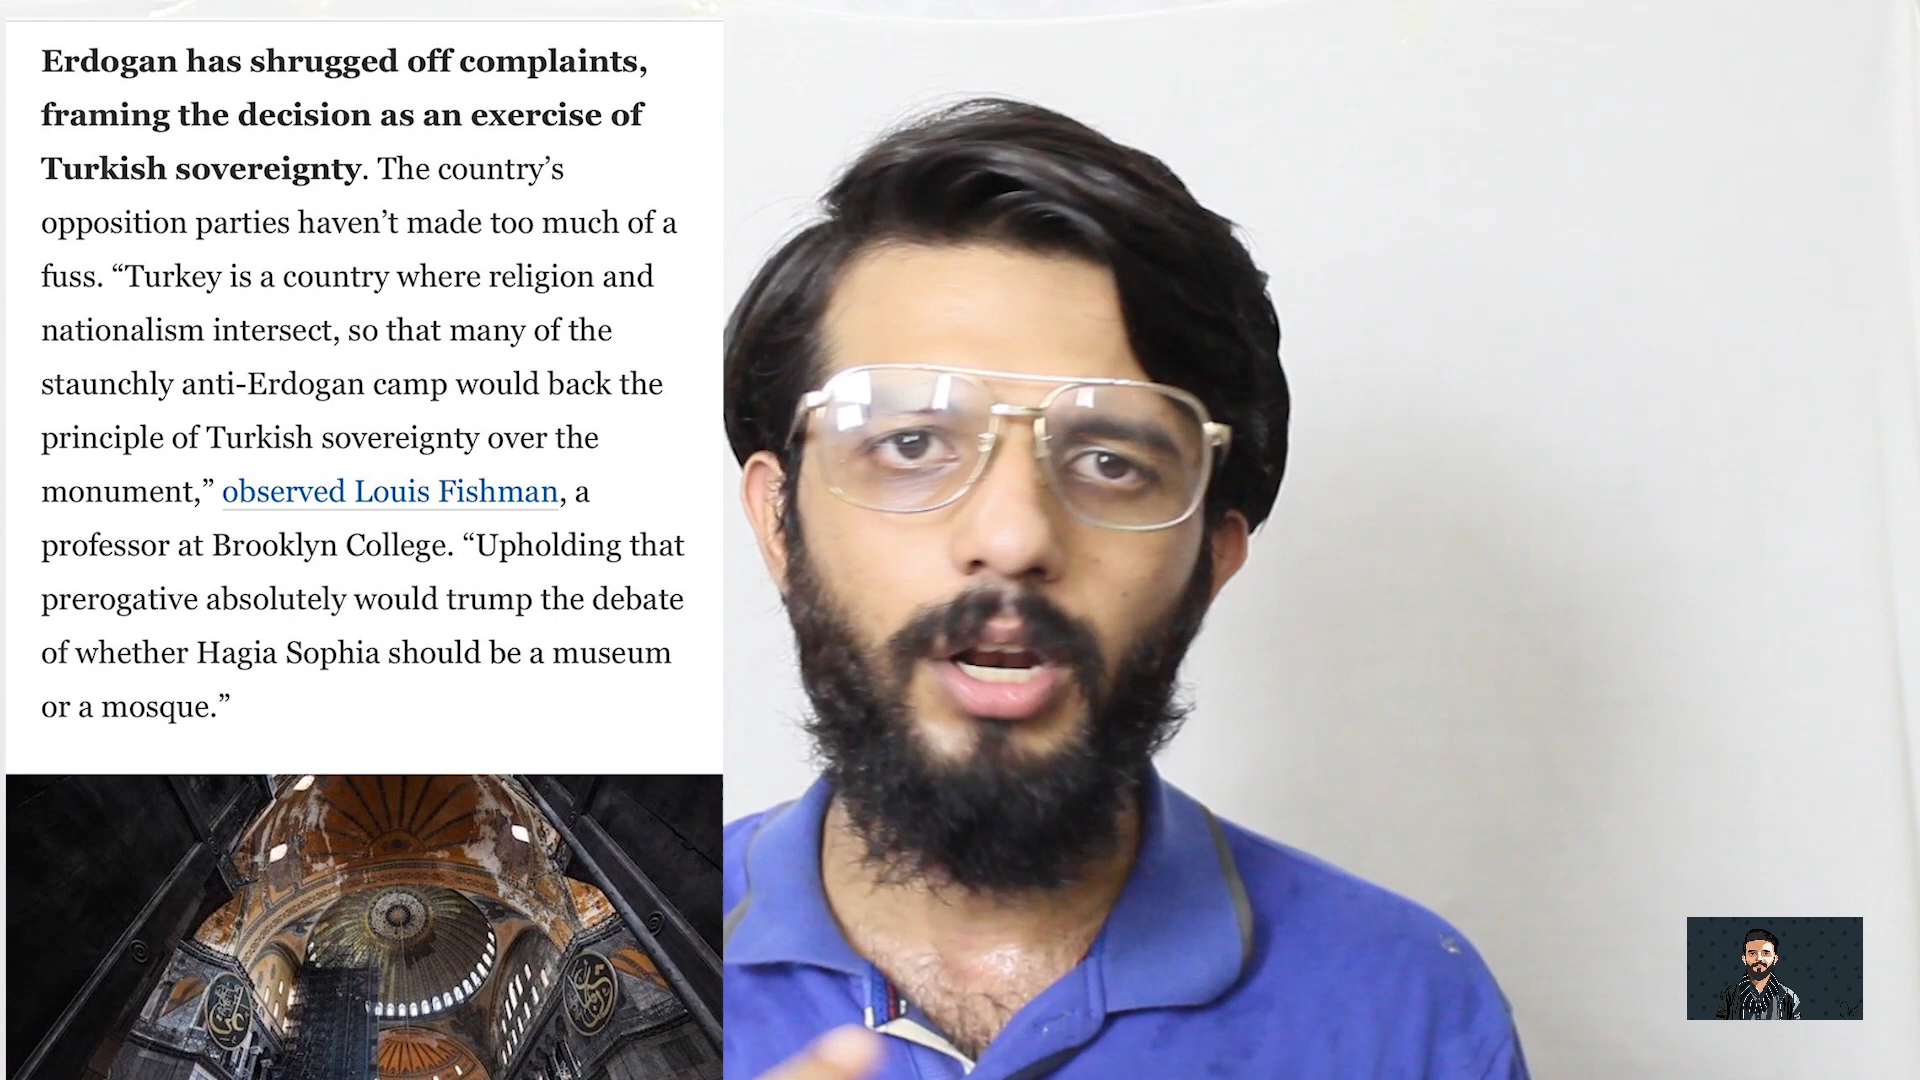 Erdogan has shrugged off complaints,
framing the decision as an exercise of
Turkish sovereignty. The country’s
opposition parties haven’t made too much of a
fuss. “Turkey is a country where religion and
nationalism intersect, so that many of the
staunchly anti-Erdogan camp would back the
principle of Turkish sovereignty over the
monument,” observed Louis Fishman, a
professor at Brooklyn College. “Upholding that
prerogative absolutely would trump the debate
of whether Hagia Sophia should be a museum
or a mosque.”